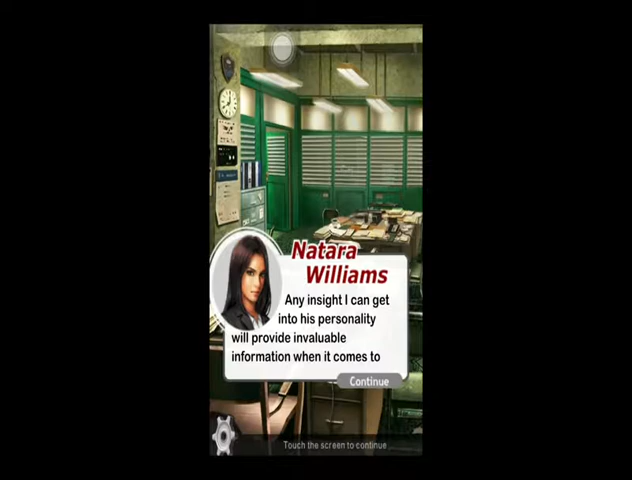 Natara
Williams
Any insight I can get
into his personality
will provide invaluable
information when it comes to
Continue
Touch the screen to continue